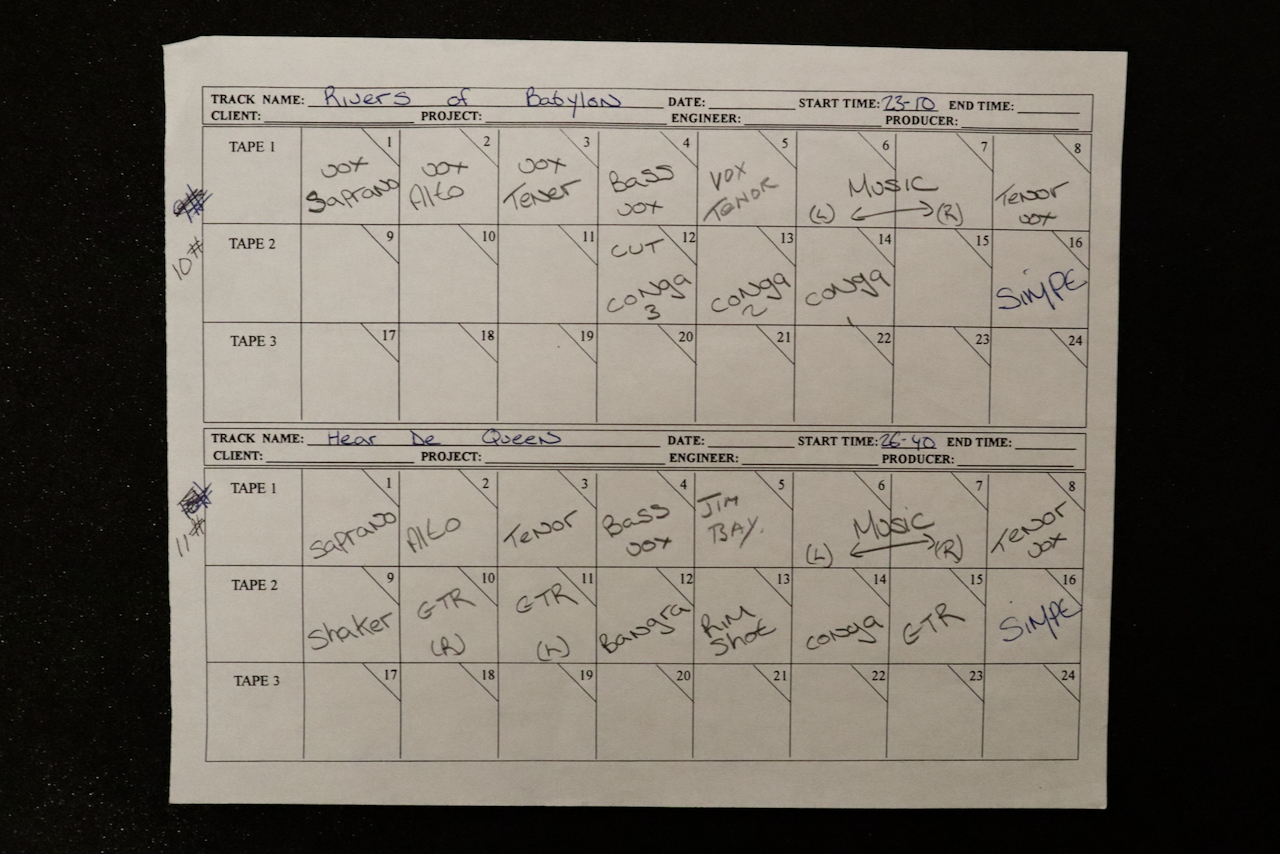 TRACK NAME: Rivers of Babylon DATE: START TIME: 23-10 END TIME:
CLIENT: PROJECT: ENGINEER: PRODUCER:
TAPE 1
1 VOX Saprano
2 VOX Alto
3 VOX Tener
4 Bass VOX
5 VOX TENOR
6 7 Music (L) (R)
8 Tenor VOX
10#
TAPE 2
9
10
11
12 CUT Conga 3
13 Conga 2
14 Conga 1
15
16 SIMPE
TAPE 3
17
18
19
20
21
22
23
24
TRACK NAME: Hear De Queen DATE: START TIME: 26-40 END TIME:
CLIENT: PROJECT: ENGINEER: PRODUCER:
11#
TAPE 1
1 Saprano
2 Alto
3 Tenor
4 Bass VOX
5 JIM BAY.
6 7 Music (L) (R)
8 Tenor VOX
TAPE 2
9 Shaker
10 GTR (R)
11 GTR (L)
12 Bangra
13 RIM Shot
14 Conga
15 GTR
16 SIMPE
TAPE 3
17
18
19
20
21
22
23
24